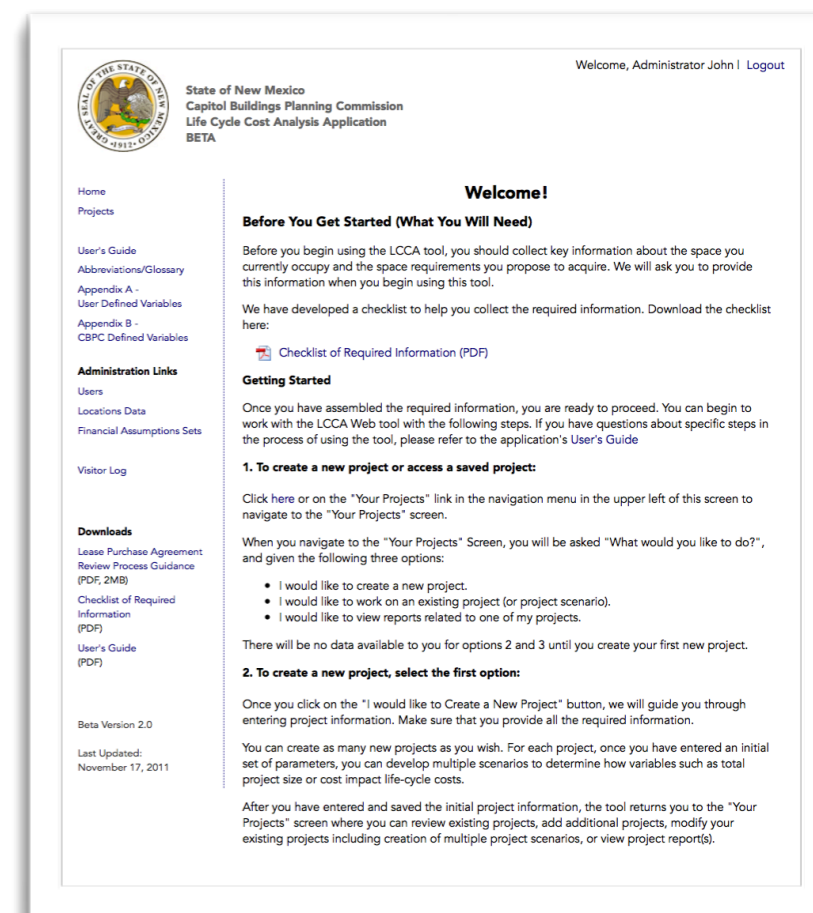 GREAT SEAL OF THE STATE OF NEW MEXICO
•1912•
Welcome, Administrator John | Logout
State of New Mexico
Capitol Buildings Planning Commission
Life Cycle Cost Analysis Application
BETA
Home
Projects
User's Guide
Abbreviations/Glossary
Appendix A -
User Defined Variables
Appendix B -
CBPC Defined Variables
Administration Links
Users
Locations Data
Financial Assumptions Sets
Visitor Log
Downloads
Lease Purchase Agreement
Review Process Guidance
(PDF, 2MB)
Checklist of Required
Information
(PDF)
User's Guide
(PDF)
Beta Version 2.0
Last Updated:
November 17, 2011
Welcome!
Before You Get Started (What You Will Need)
Before you begin using the LCCA tool, you should collect key information about the space you
currently occupy and the space requirements you propose to acquire. We will ask you to provide
this information when you begin using this tool.
We have developed a checklist to help you collect the required information. Download the checklist
here:
Checklist of Required Information (PDF)
Getting Started
Once you have assembled the required information, you are ready to proceed. You can begin to
work with the LCCA Web tool with the following steps. If you have questions about specific steps in
the process of using the tool, please refer to the application's User's Guide
1. To create a new project or access a saved project:
Click here or on the "Your Projects" link in the navigation menu in the upper left of this screen to
navigate to the "Your Projects" screen.
When you navigate to the "Your Projects" Screen, you will be asked "What would you like to do?",
and given the following three options:
• I would like to create a new project.
• I would like to work on an existing project (or project scenario).
• I would like to view reports related to one of my projects.
There will be no data available to you for options 2 and 3 until you create your first new project.
2. To create a new project, select the first option:
Once you click on the "I would like to Create a New Project" button, we will guide you through
entering project information. Make sure that you provide all the required information.
You can create as many new projects as you wish. For each project, once you have entered an initial
set of parameters, you can develop multiple scenarios to determine how variables such as total
project size or cost impact life-cycle costs.
After you have entered and saved the initial project information, the tool returns you to the "Your
Projects" screen where you can review existing projects, add additional projects, modify your
existing projects including creation of multiple project scenarios, or view project report(s).